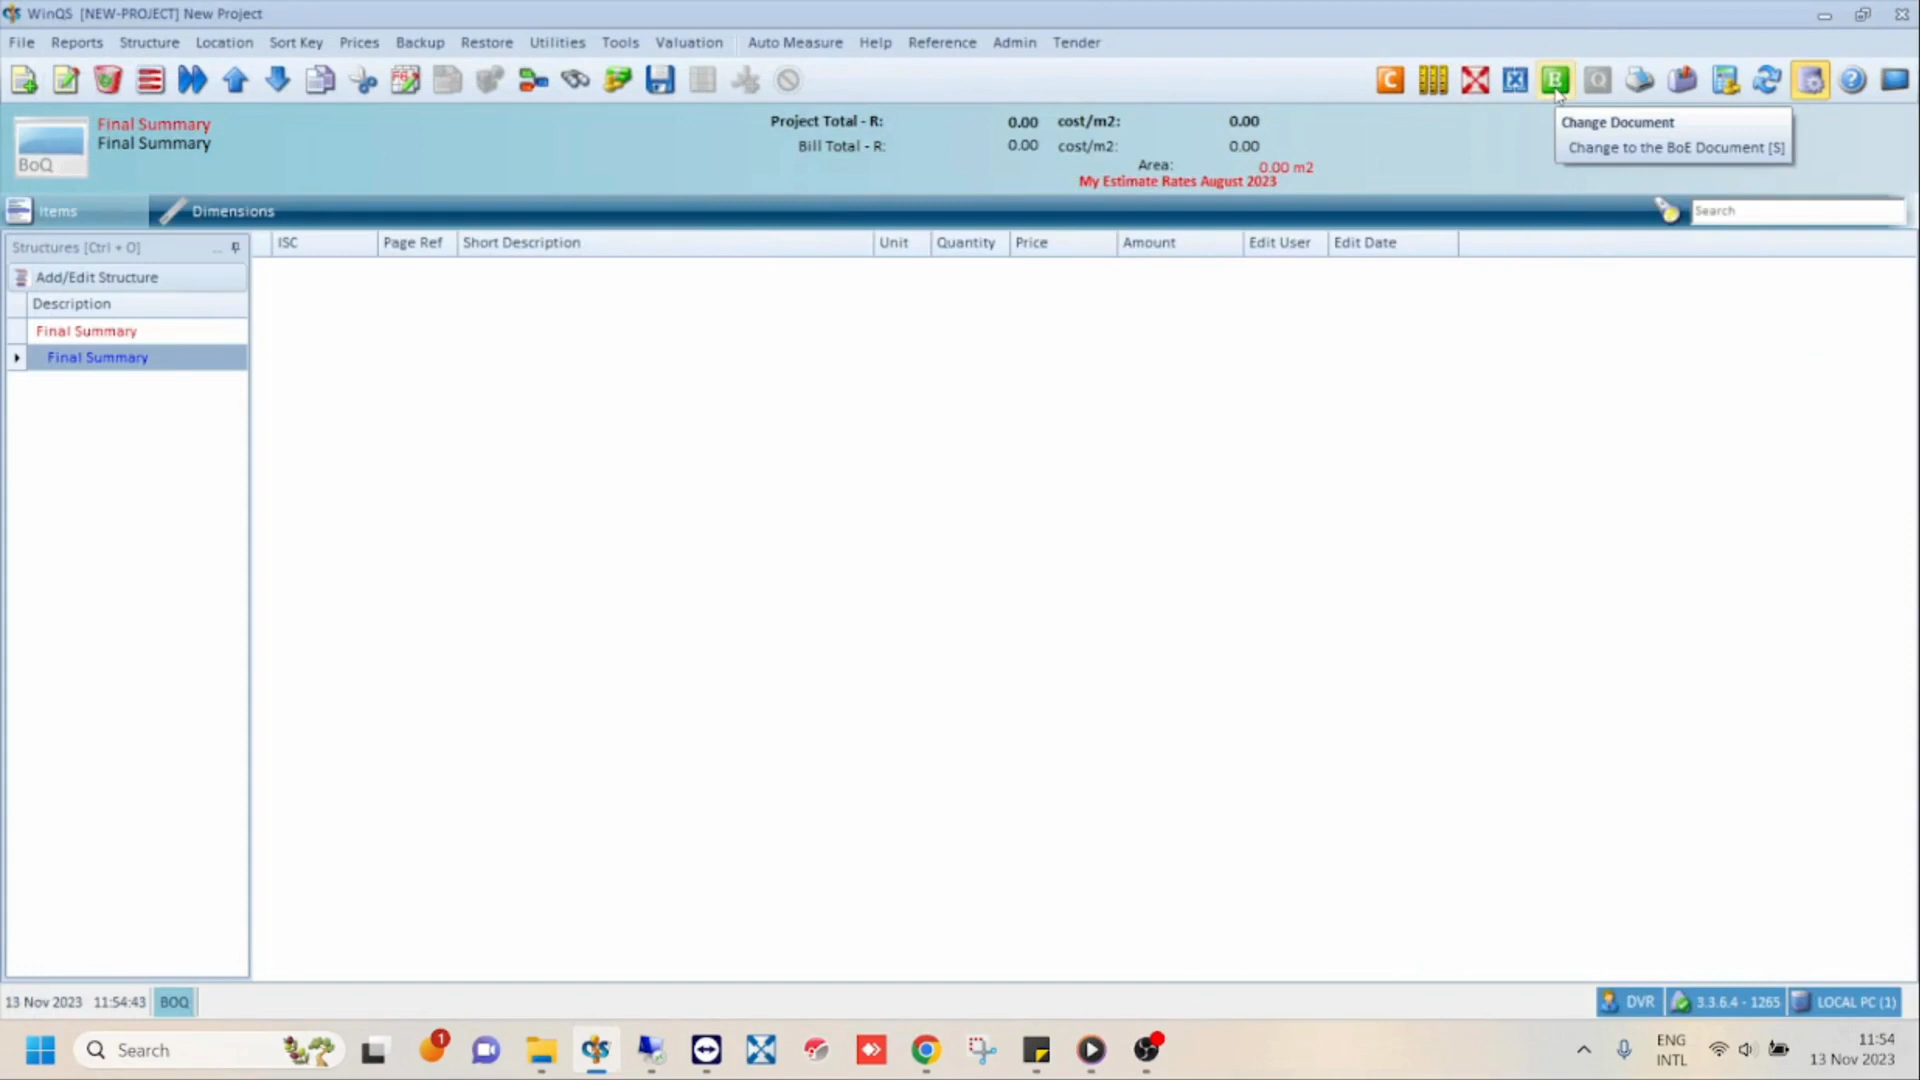 WinQS [NEW-PROJECT] New Project
File Reports Structure Location Sort Key Prices Backup Restore Utilities Tools Valuation Auto Measure Help Reference Admin Tender
C E Q
Change Document
Change to the BoE Document [S]
BoQ
Final Summary
Final Summary
Project Total - R: 0.00 cost/m2: 0.00
Bill Total - R: 0.00 cost/m2: 0.00
Area: 0.00 m2
My Estimate Rates August 2023
Items Dimensions Search
Structures [Ctrl + O] ...
Add/Edit Structure
Description
Final Summary
Final Summary
ISC Page Ref Short Description Unit Quantity Price Amount Edit User Edit Date
13 Nov 2023 11:54:43 BOQ DVR 3.3.6.4 - 1265 LOCAL PC (1)
Search 1 ENG 11:54
INTL 13 Nov 2023